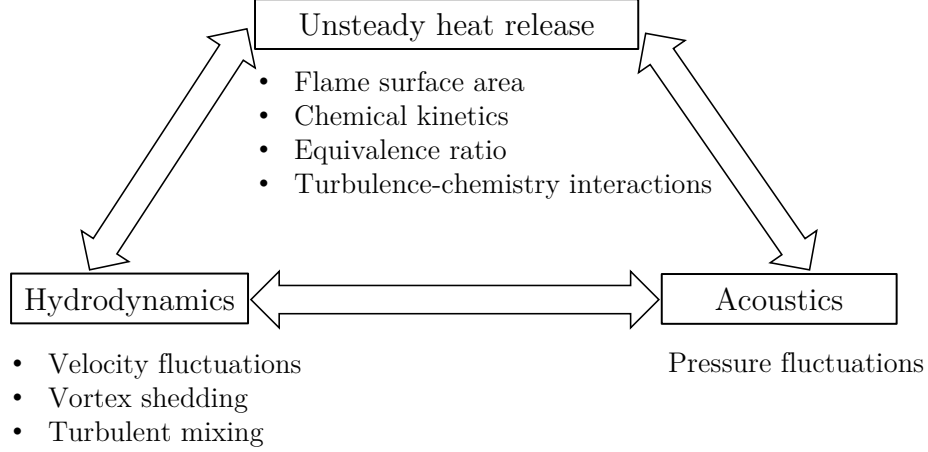 Unsteady heat release
• Flame surface area
• Chemical kinetics
• Equivalence ratio
• Turbulence-chemistry interactions
Hydrodynamics
Acoustics
• Velocity fluctuations
• Vortex shedding
• Turbulent mixing
Pressure fluctuations